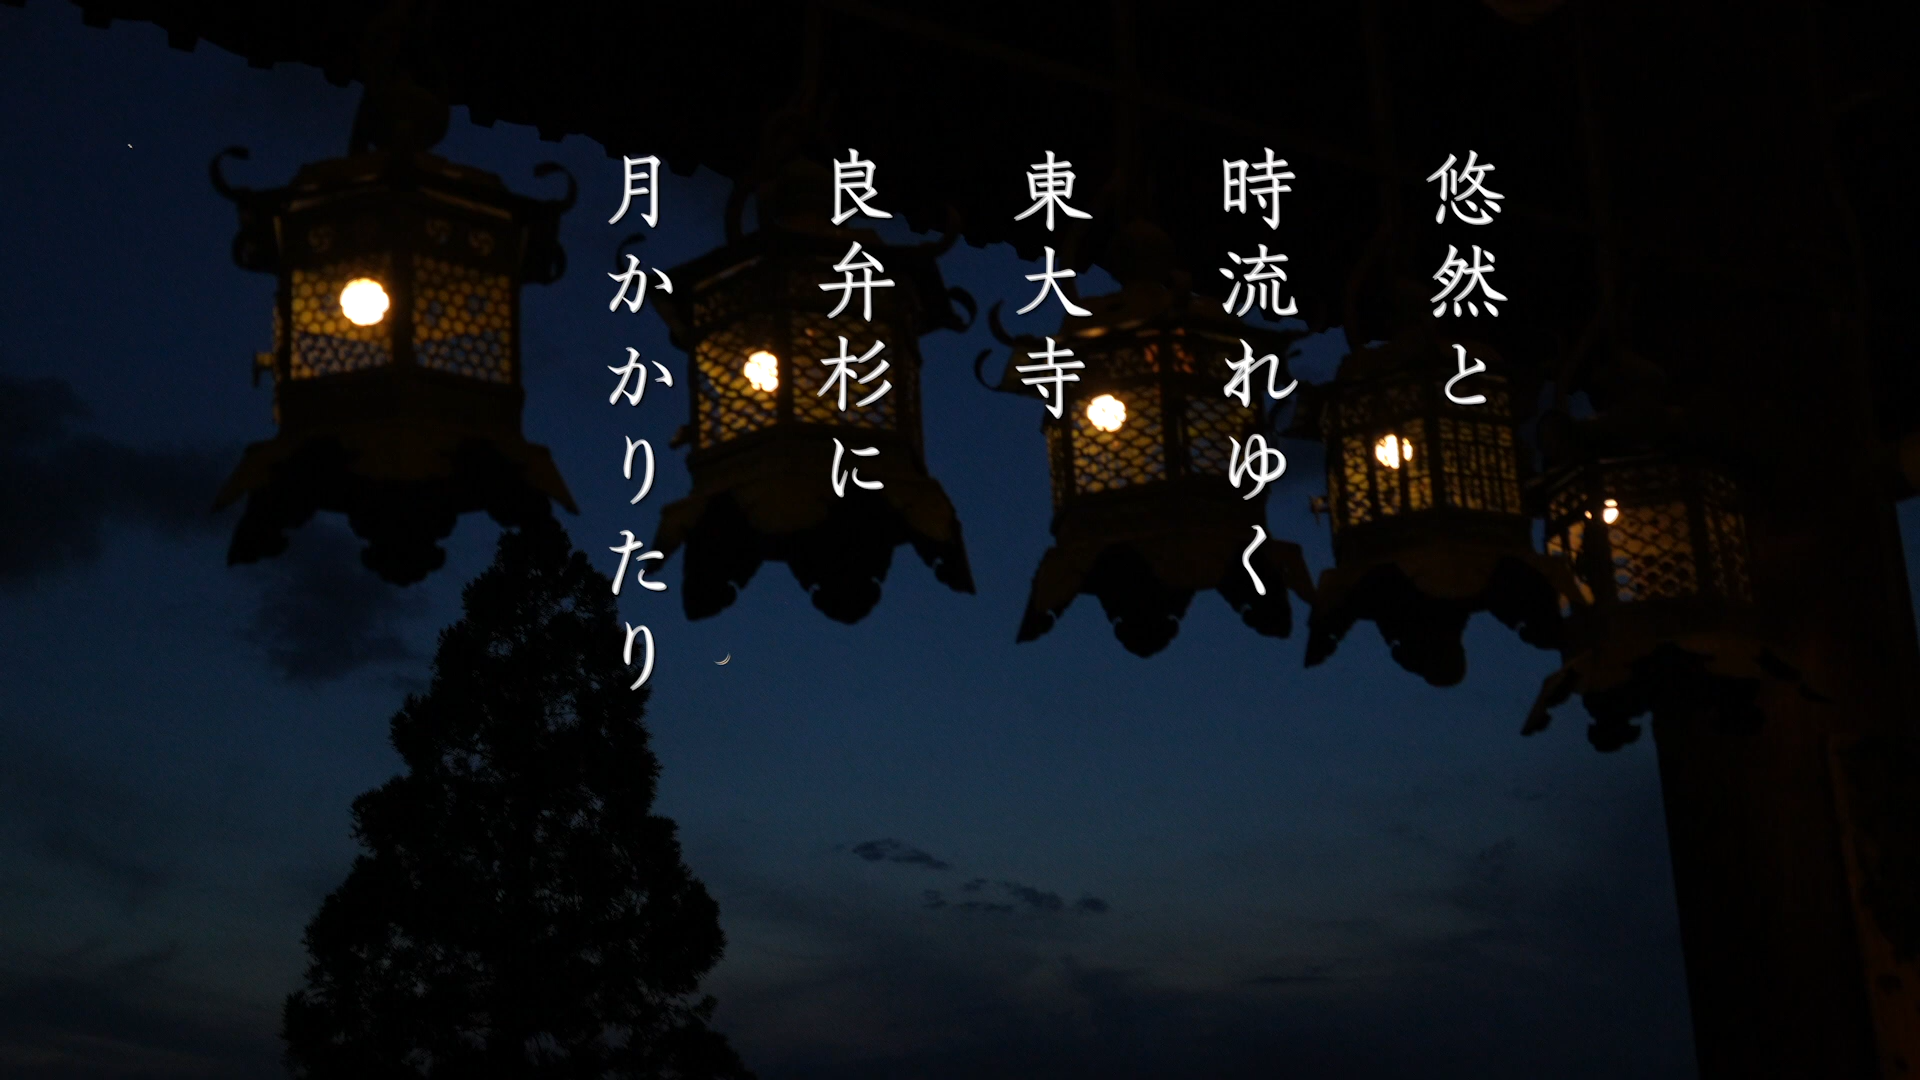 悠然と
時流れゆく
東大寺
良弁杉に
月かかりたり